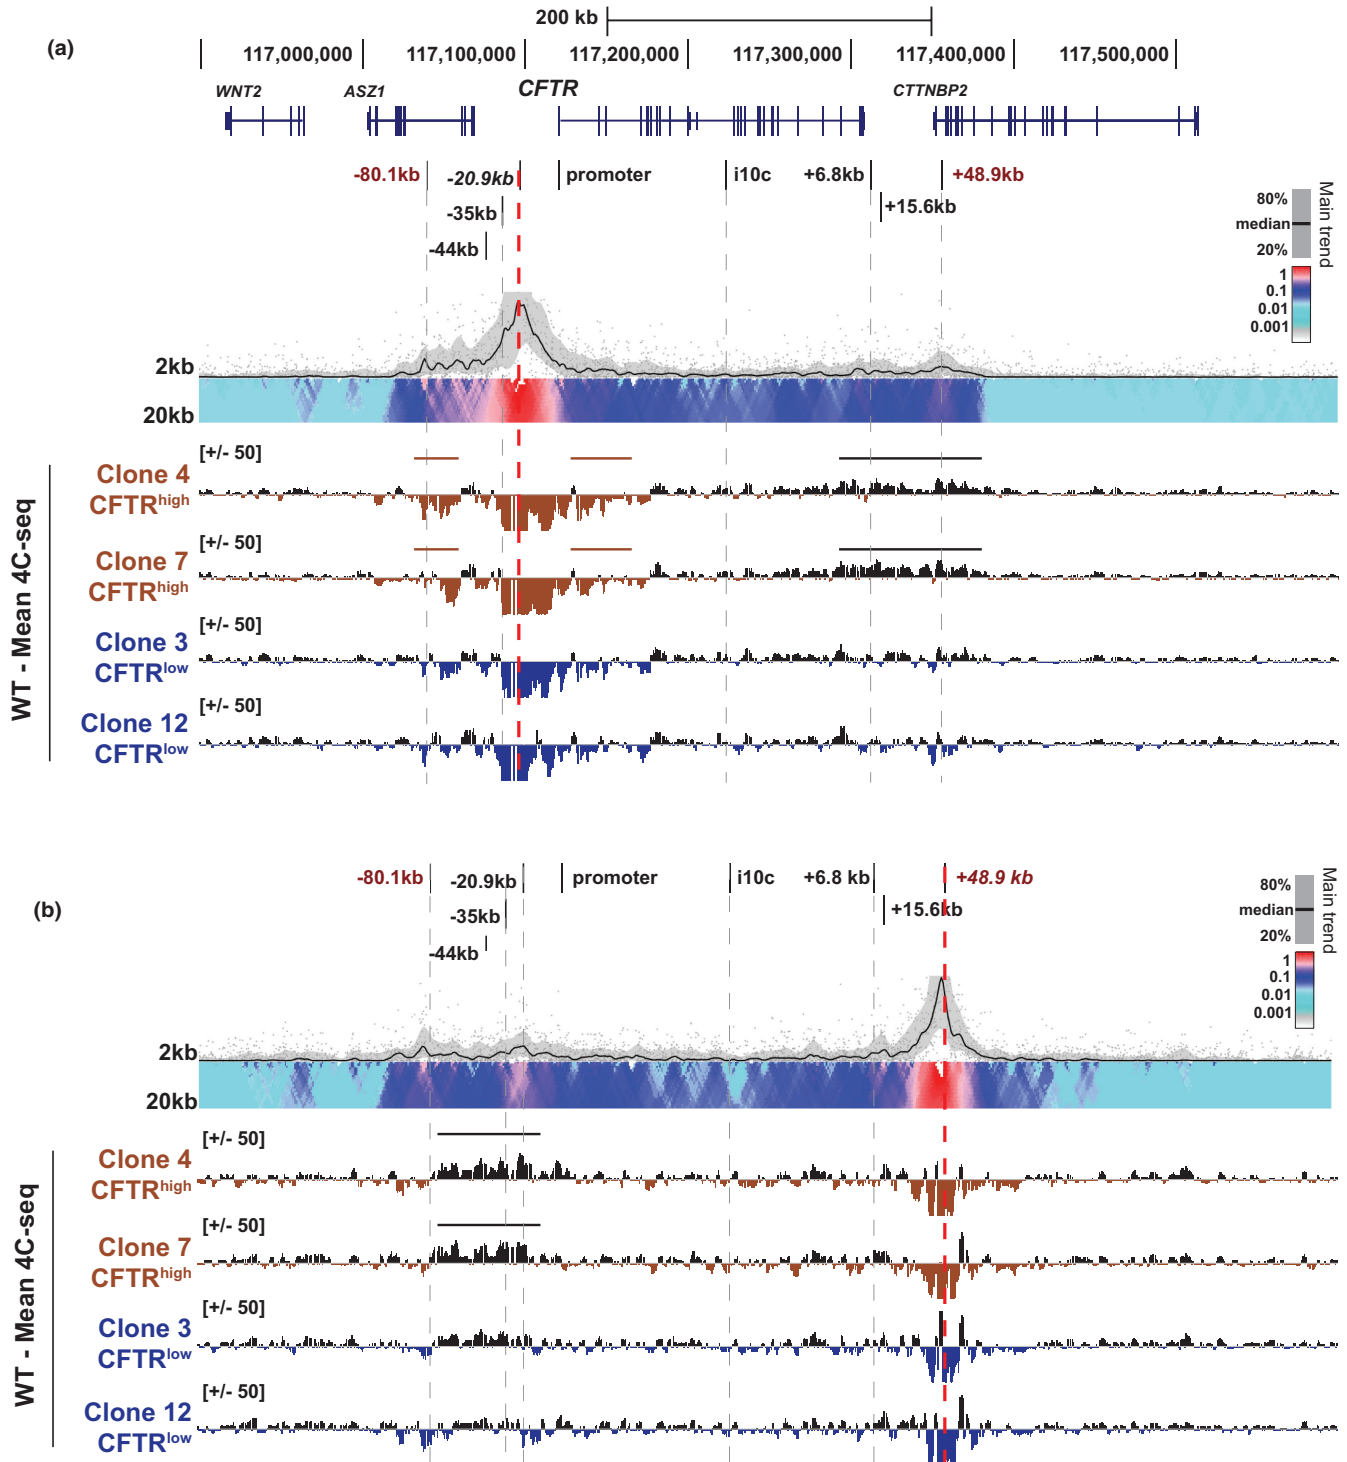 200 kb
(a)
117,000,000 117,100,000 117,200,000 117,300,000 117,400,000 117,500,000
WNT2 ASZ1 CFTR CTTNBP2
-80.1kb -20.9kb promoter i10c +6.8kb +48.9kb
-35kb +15.6kb
-44kb
80%
median
20%
Main trend
1
0.1
0.01
0.001
2kb
20kb
WT - Mean 4C-seq
[+/- 50]
Clone 4
CFTRhigh
[+/- 50]
Clone 7
CFTRhigh
[+/- 50]
Clone 3
CFTRlow
[+/- 50]
Clone 12
CFTRlow
(b)
-80.1kb -20.9kb promoter i10c +6.8 kb +48.9 kb
-35kb +15.6kb
-44kb
80%
median
20%
Main trend
1
0.1
0.01
0.001
2kb
20kb
WT - Mean 4C-seq
[+/- 50]
Clone 4
CFTRhigh
[+/- 50]
Clone 7
CFTRhigh
[+/- 50]
Clone 3
CFTRlow
[+/- 50]
Clone 12
CFTRlow